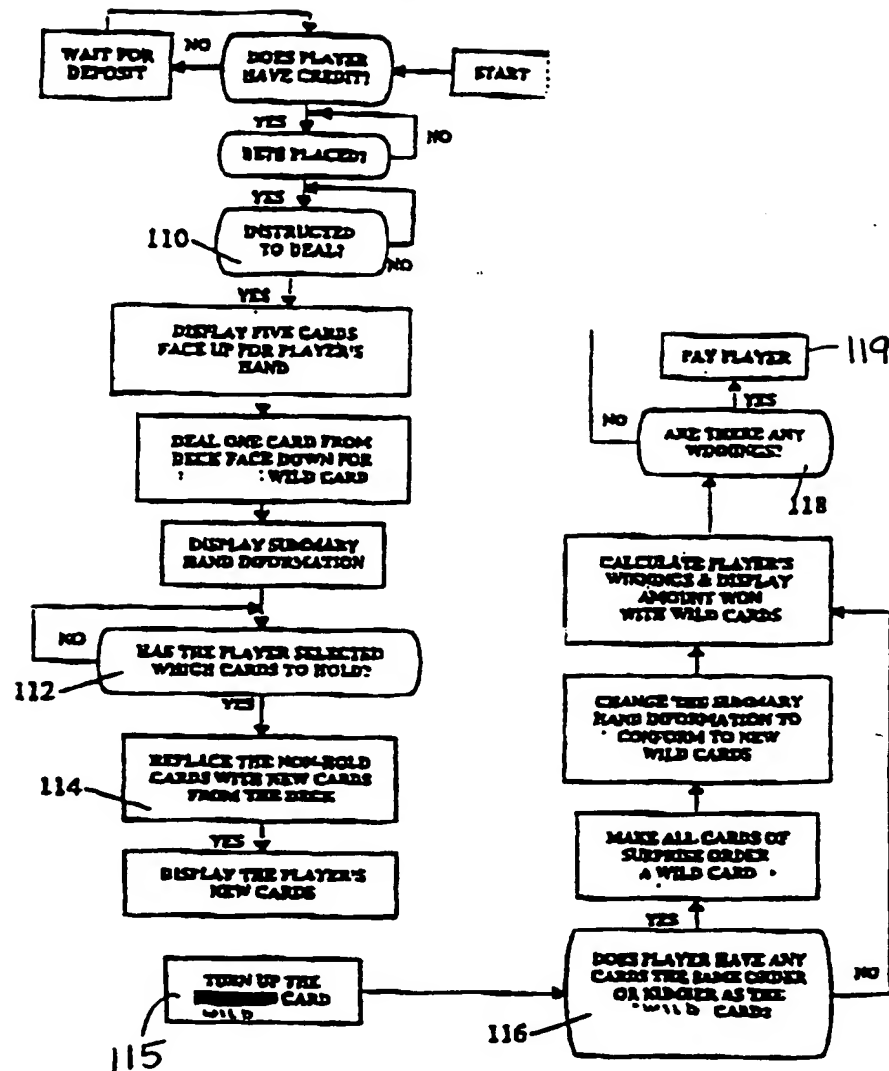 WAIT FOR
DEPOSIT
NO
DOES PLAYER
HAVE CREDIT?
START
YES
NO
BETS PLACED?
YES
110
INSTRUCTED
TO DEAL?
NO
YES
DISPLAY FIVE CARDS
FACE UP FOR PLAYER'S
HAND
DEAL ONE CARD FROM
DECK FACE DOWN FOR
WILD CARD
DISPLAY SUMMARY
HAND INFORMATION
NO
HAS THE PLAYER SELECTED
WHICH CARDS TO HOLD?
112
YES
REPLACE THE NON-HOLD
CARDS WITH NEW CARDS
FROM THE DECK
114
YES
DISPLAY THE PLAYER'S
NEW CARDS
TURN UP THE
CARD
WILD
115
PAY PLAYER
119
YES
NO
ARE THERE ANY
WINNINGS?
118
CALCULATE PLAYER'S
WINNINGS & DISPLAY
AMOUNT WON
WITH WILD CARDS
CHANGE THE SUMMARY
HAND INFORMATION TO
CONFORM TO NEW
WILD CARDS
MAKE ALL CARDS OF
SURPRISE ORDER
A WILD CARD
YES
DOES PLAYER HAVE ANY
CARDS THE SAME ORDER
OR NUMBER AS THE
WILD CARD?
NO
116